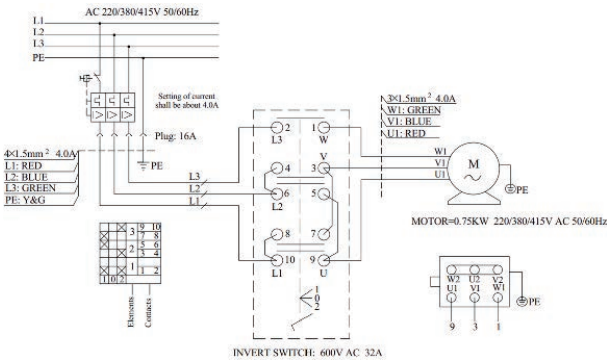 AC 220/380/415V 50/60Hz
L1
L2
L3
PE
Setting of current
shall be about 4.0A
Plug: 16A
4×1.5mm² 4.0A
L1: RED
L2: BLUE
L3: GREEN
PE: Y&G
PE
L3
L2
L1
3×1.5mm² 4.0A
W1: GREEN
V1: BLUE
U1: RED
2 1
L3 W
V
4 3
6 5
L2
8 7
10 9
L1 U
1
0
2
W1
V1
U1
M
PE
MOTOR=0.75KW 220/380/415V AC 50/60Hz
3 9 10
7 8
2 5 6
3 4
1 1 2
1 0 2
Elements
Contacts
W2 U2 V2
U1 V1 W1
PE
9 3 1
INVERT SWITCH: 600V AC 32A